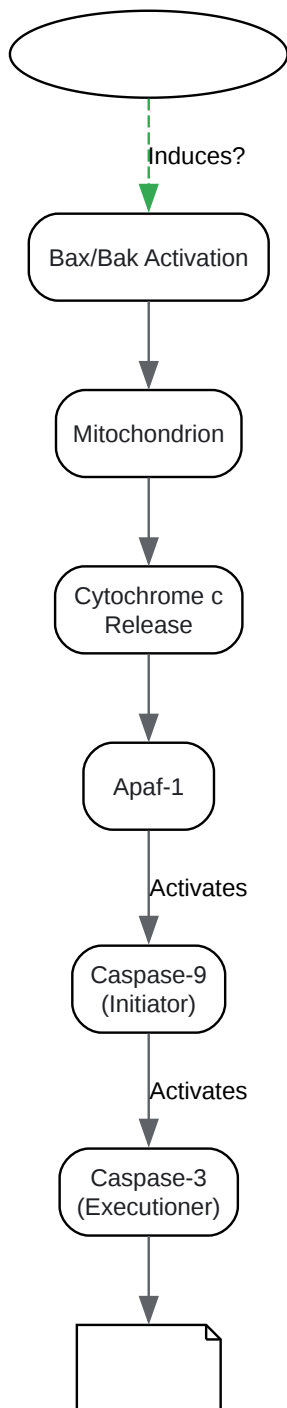 Induces?
Bax/Bak Activation
Mitochondrion
Cytochrome c
Release
Apaf-1
Activates
Caspase-9
(Initiator)
Activates
Caspase-3
(Executioner)